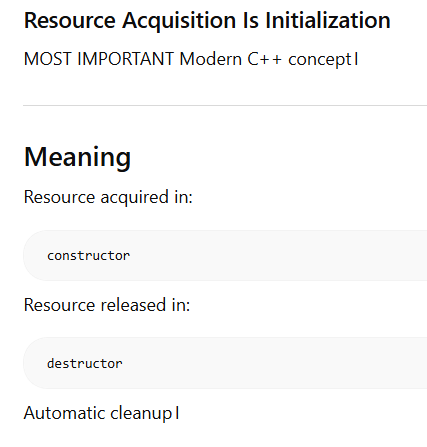 Resource Acquisition Is Initialization
MOST IMPORTANT Modern C++ concept!
Meaning
Resource acquired in:
constructor
Resource released in:
destructor
Automatic cleanup!